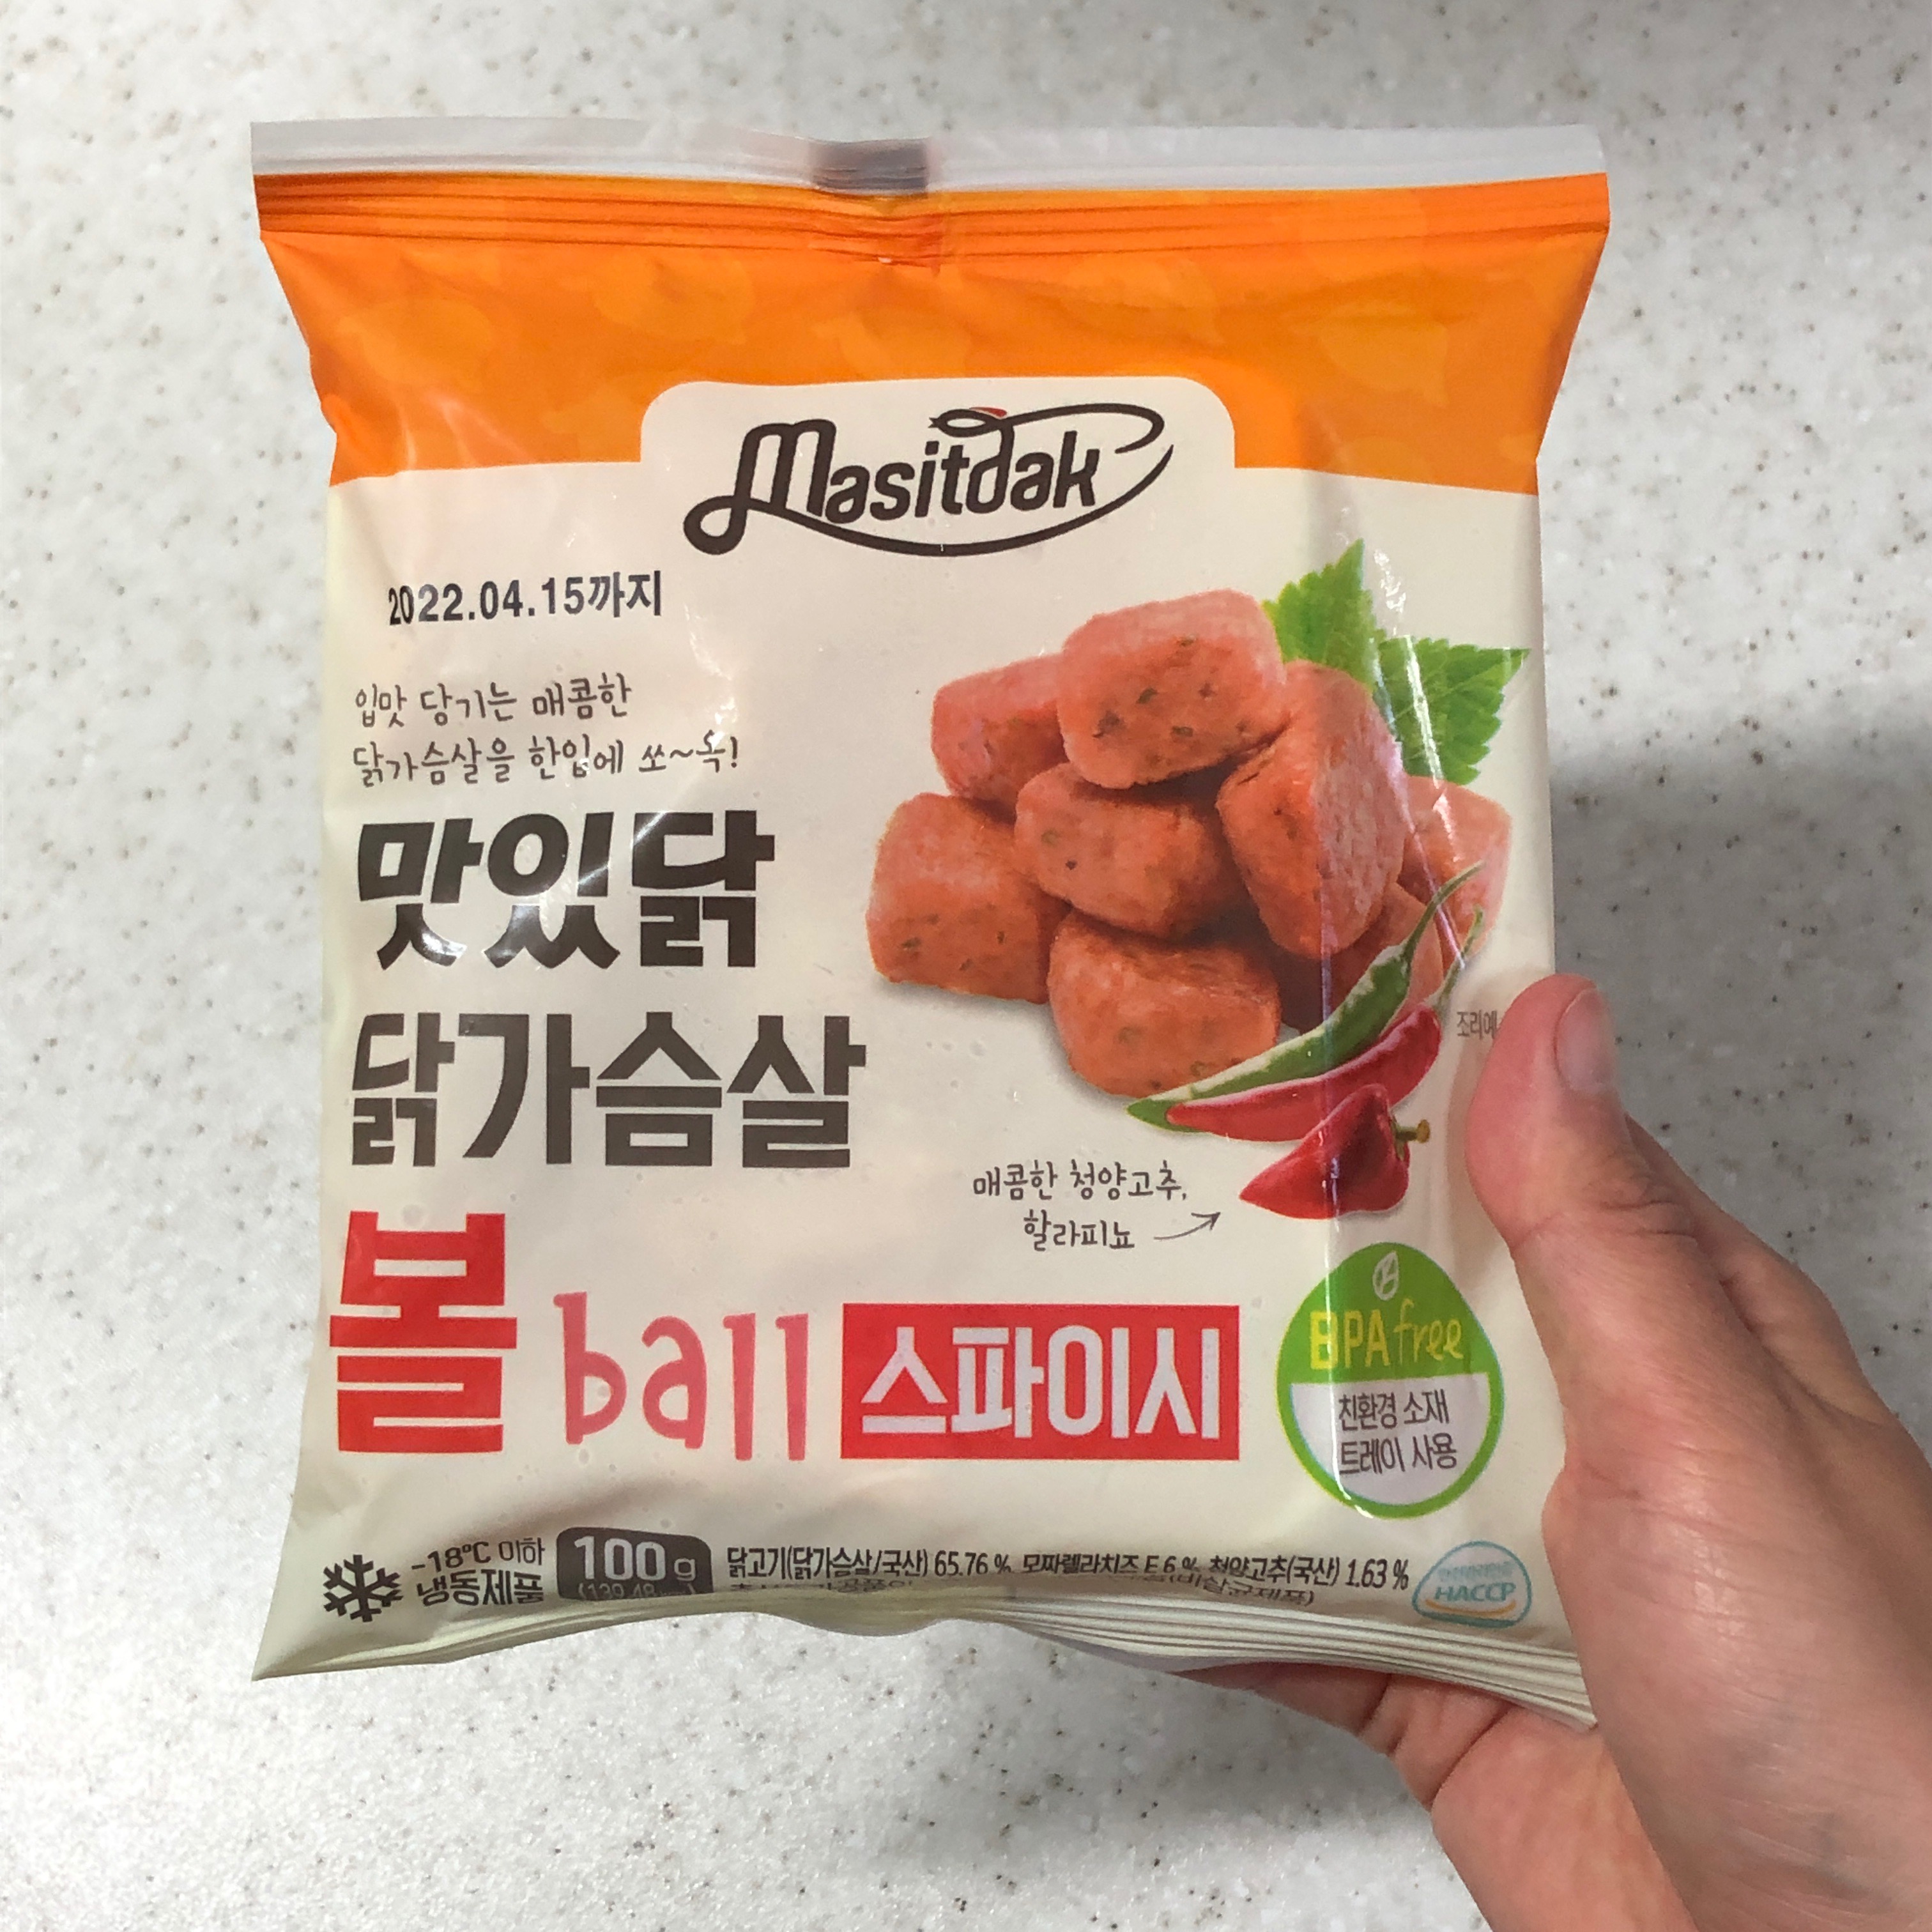 Masitdak
2022.04.15까지
입맛 당기는 매콤한
닭가슴살을 한입에 쏘~옥!
맛있닭
닭가슴살
조리예
매콤한 청양고추,
할라피뇨
볼 ball 스파이시
BPA free
친환경 소재
트레이 사용
-18℃ 이하
냉동제품
100 g
닭고기(닭가슴살/국산) 65.76 %, 모짜렐라치즈 E 6 %, 청양고추(국산) 1.63 %
HACCP